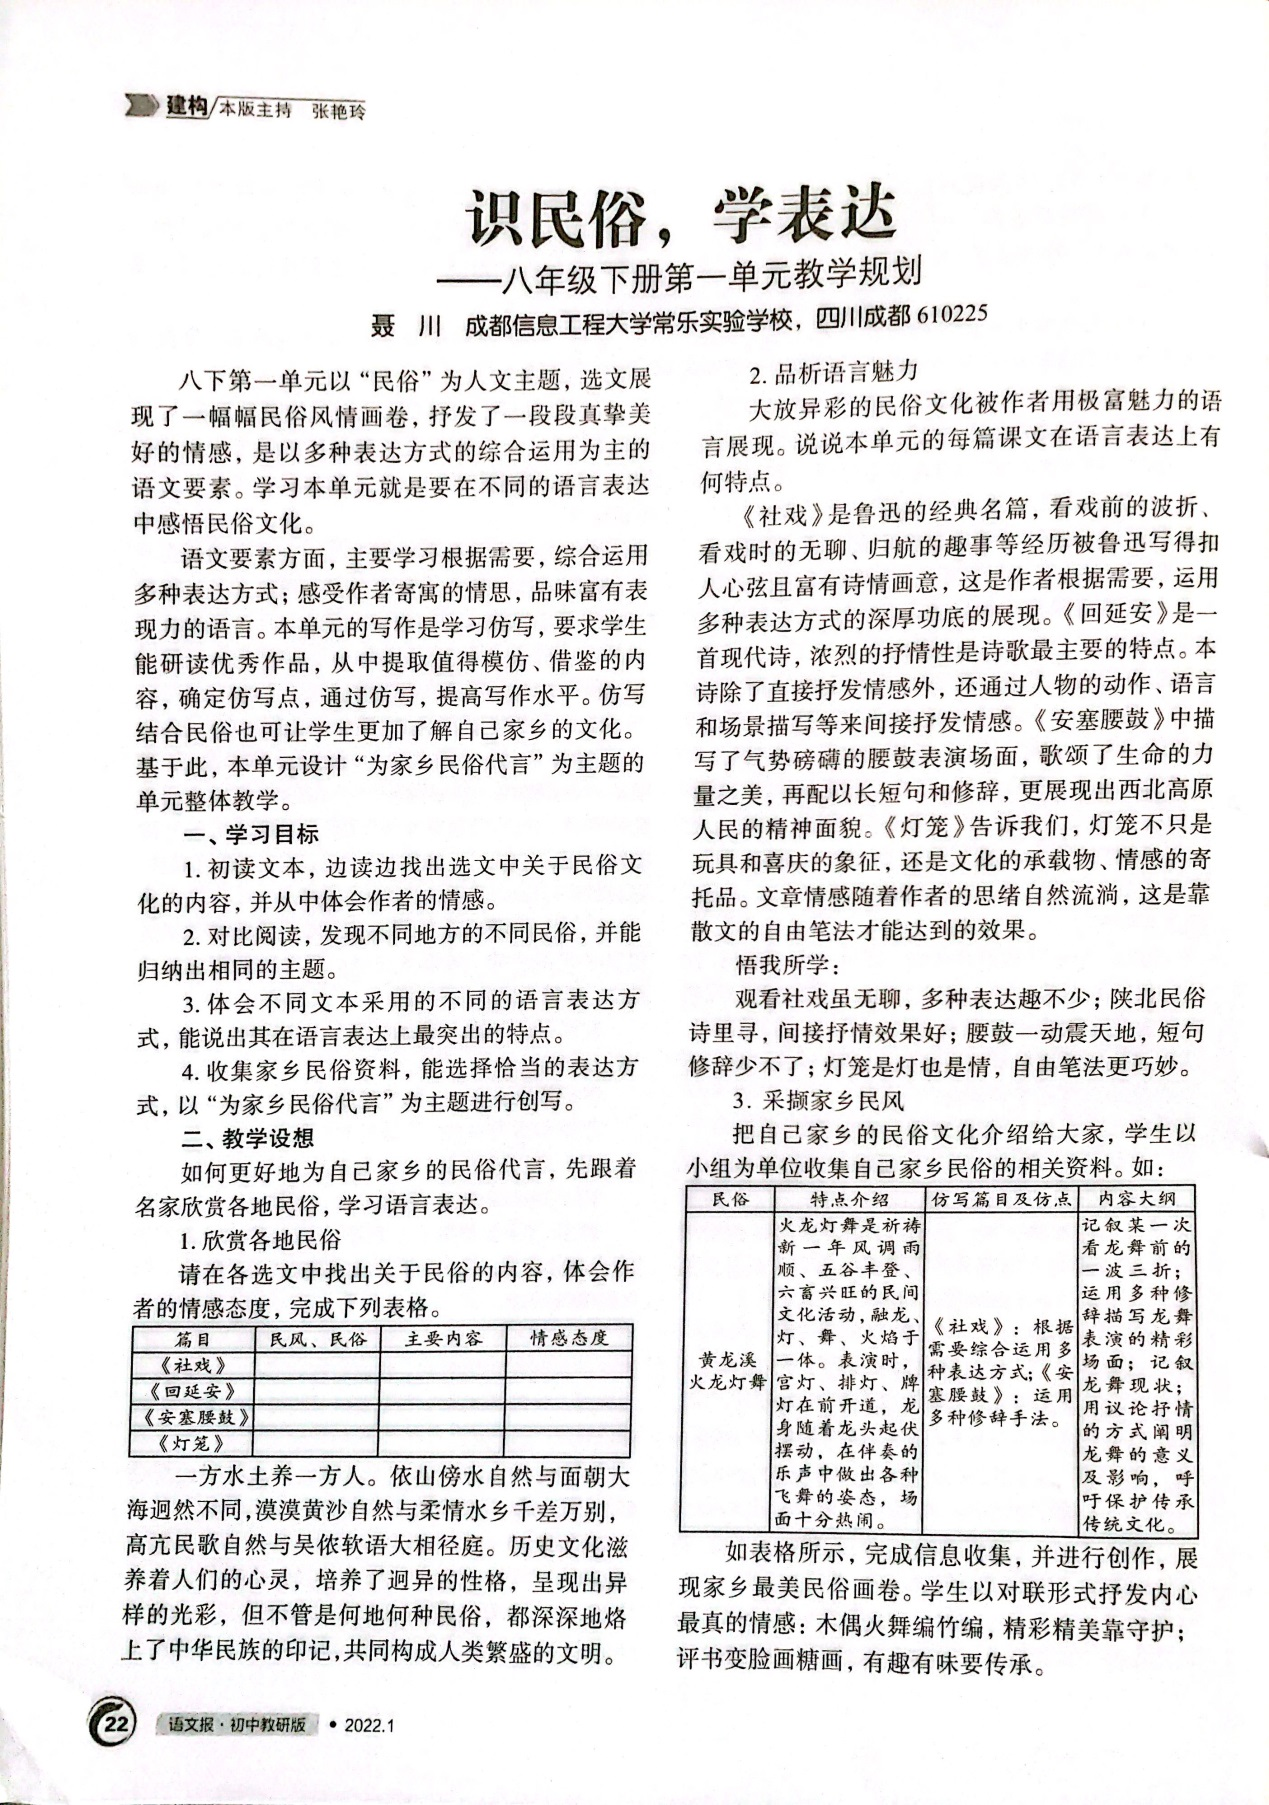 建构/本版主持 张艳玲
识民俗，学表达
——八年级下册第一单元教学规划
聂 川 成都信息工程大学常乐实验学校，四川成都 610225
八下第一单元以“民俗”为人文主题，选文展
现了一幅幅民俗风情画卷，抒发了一段段真挚美
好的情感，是以多种表达方式的综合运用为主的
语文要素。学习本单元就是要在不同的语言表达
中感悟民俗文化。
语文要素方面，主要学习根据需要，综合运用
多种表达方式；感受作者寄寓的情思，品味富有表
现力的语言。本单元的写作是学习仿写，要求学生
能研读优秀作品，从中提取值得模仿、借鉴的内
容，确定仿写点，通过仿写，提高写作水平。仿写
结合民俗也可让学生更加了解自己家乡的文化。
基于此，本单元设计“为家乡民俗代言”为主题的
单元整体教学。
一、学习目标
1.初读文本，边读边找出选文中关于民俗文
化的内容，并从中体会作者的情感。
2.对比阅读，发现不同地方的不同民俗，并能
归纳出相同的主题。
3.体会不同文本采用的不同的语言表达方
式，能说出其在语言表达上最突出的特点。
4.收集家乡民俗资料，能选择恰当的表达方
式，以“为家乡民俗代言”为主题进行创写。
二、教学设想
如何更好地为自己家乡的民俗代言，先跟着
名家欣赏各地民俗，学习语言表达。
1.欣赏各地民俗
请在各选文中找出关于民俗的内容，体会作
者的情感态度，完成下列表格。
篇目 民风、民俗 主要内容 情感态度
《社戏》
《回延安》
《安塞腰鼓》
《灯笼》
一方水土养一方人。依山傍水自然与面朝大
海迥然不同，漠漠黄沙自然与柔情水乡千差万别，
高亢民歌自然与吴侬软语大相径庭。历史文化滋
养着人们的心灵，培养了迥异的性格，呈现出异
样的光彩，但不管是何地何种民俗，都深深地烙
上了中华民族的印记，共同构成人类繁盛的文明。
2.品析语言魅力
大放异彩的民俗文化被作者用极富魅力的语
言展现。说说本单元的每篇课文在语言表达上有
何特点。
《社戏》是鲁迅的经典名篇，看戏前的波折、
看戏时的无聊、归航的趣事等经历被鲁迅写得扣
人心弦且富有诗情画意，这是作者根据需要，运用
多种表达方式的深厚功底的展现。《回延安》是一
首现代诗，浓烈的抒情性是诗歌最主要的特点。本
诗除了直接抒发情感外，还通过人物的动作、语言
和场景描写等来间接抒发情感。《安塞腰鼓》中描
写了气势磅礴的腰鼓表演场面，歌颂了生命的力
量之美，再配以长短句和修辞，更展现出西北高原
人民的精神面貌。《灯笼》告诉我们，灯笼不只是
玩具和喜庆的象征，还是文化的承载物、情感的寄
托品。文章情感随着作者的思绪自然流淌，这是靠
散文的自由笔法才能达到的效果。
悟我所学：
观看社戏虽无聊，多种表达趣不少；陕北民俗
诗里寻，间接抒情效果好；腰鼓一动震天地，短句
修辞少不了；灯笼是灯也是情，自由笔法更巧妙。
3. 采撷家乡民风
把自己家乡的民俗文化介绍给大家，学生以
小组为单位收集自己家乡民俗的相关资料。如：
民俗 特点介绍 仿写篇目及仿点 内容大纲
黄龙溪
火龙灯舞
火龙灯舞是祈祷
新一年风调雨
顺、五谷丰登、
六畜兴旺的民间
文化活动，融龙、
灯、舞、火焰于
一体。表演时，
宫灯、排灯、牌
灯在前开道，龙
身随着龙头起伏
摆动，在伴奏的
乐声中做出各种
飞舞的姿态，场
面十分热闹。
《社戏》：根据
需要综合运用多
种表达方式；《安
塞腰鼓》：运用
多种修辞手法。
记叙某一次
看龙舞前的
一波三折；
运用多种修
辞描写龙舞
表演的精彩
场面；记叙
龙舞现状；
用议论抒情
的方式阐明
龙舞的意义
及影响，呼
吁保护传承
传统文化。
如表格所示，完成信息收集，并进行创作，展
现家乡最美民俗画卷。学生以对联形式抒发内心
最真的情感：木偶火舞编竹编，精彩精美靠守护；
评书变脸画糖画，有趣有味要传承。
22 语文报·初中教研版 • 2022.1